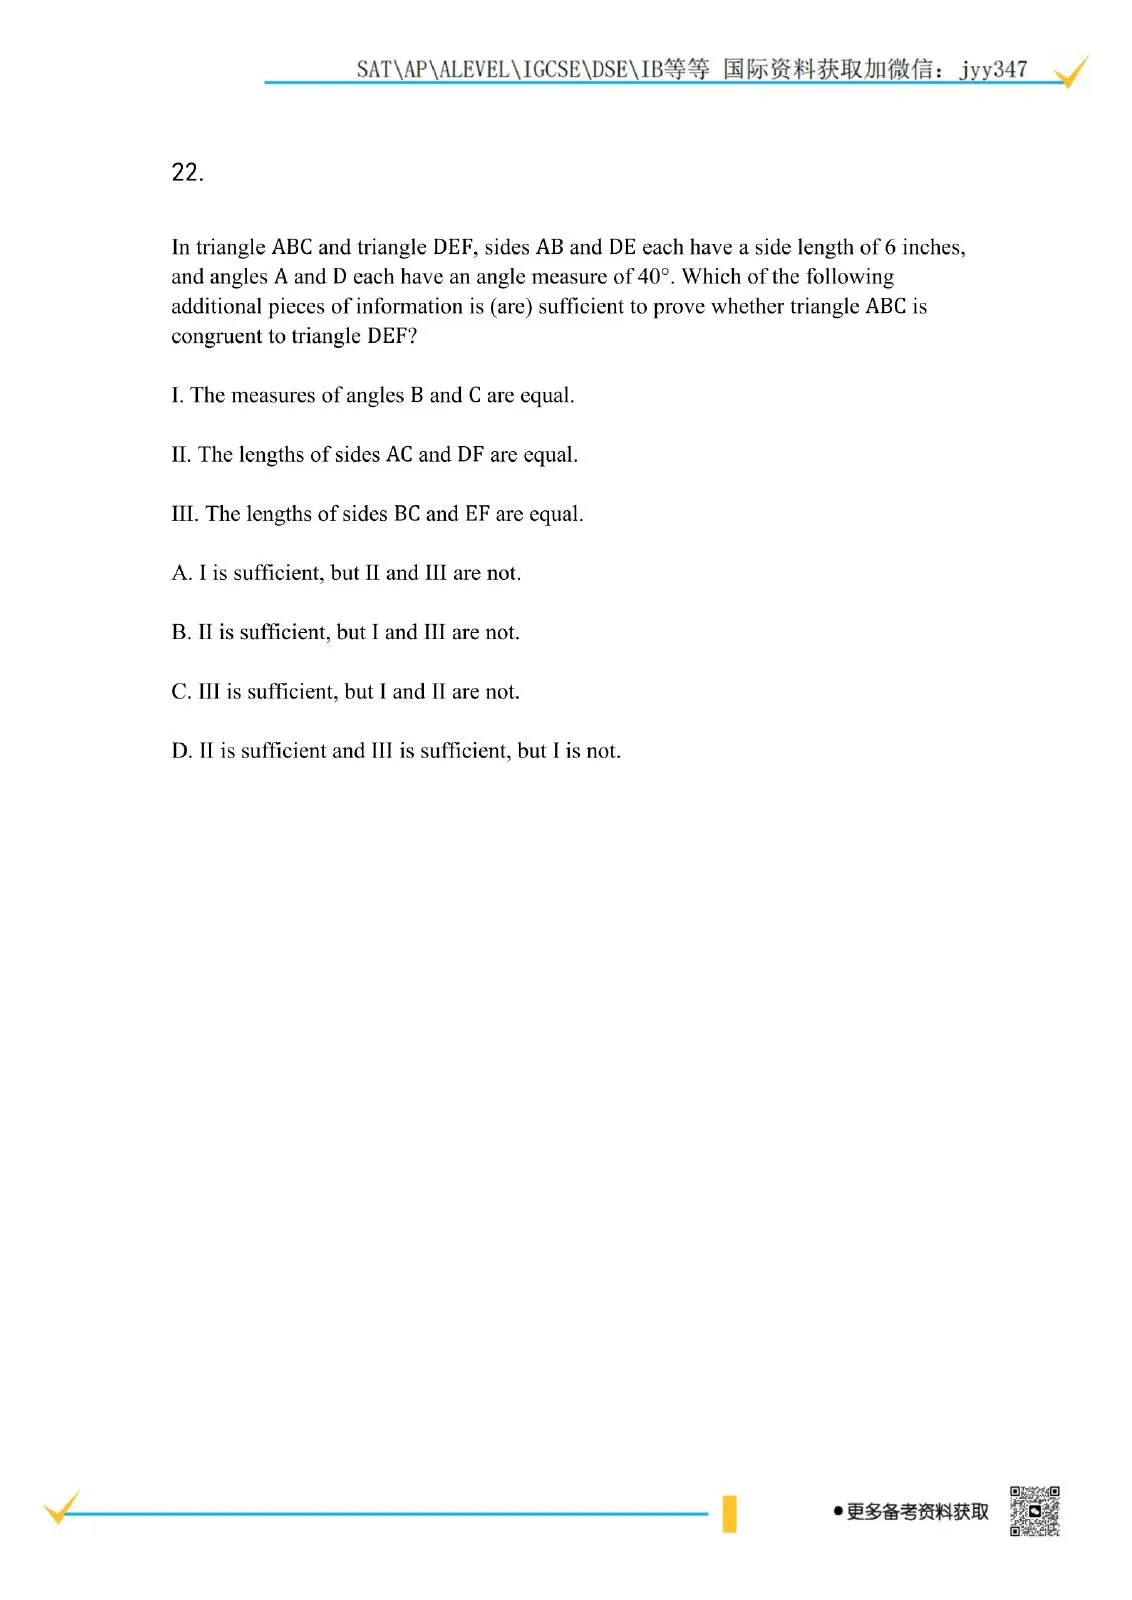 SAT\AP\ALEVEL\IGCSE\DSE\IB等等 国际资料获取加微信：jyy347
22.
In triangle ABC and triangle DEF, sides AB and DE each have a side length of 6 inches,
and angles A and D each have an angle measure of 40°. Which of the following
additional pieces of information is (are) sufficient to prove whether triangle ABC is
congruent to triangle DEF?
I. The measures of angles B and C are equal.
II. The lengths of sides AC and DF are equal.
III. The lengths of sides BC and EF are equal.
A. I is sufficient, but II and III are not.
B. II is sufficient, but I and III are not.
C. III is sufficient, but I and II are not.
D. II is sufficient and III is sufficient, but I is not.
●更多备考资料获取